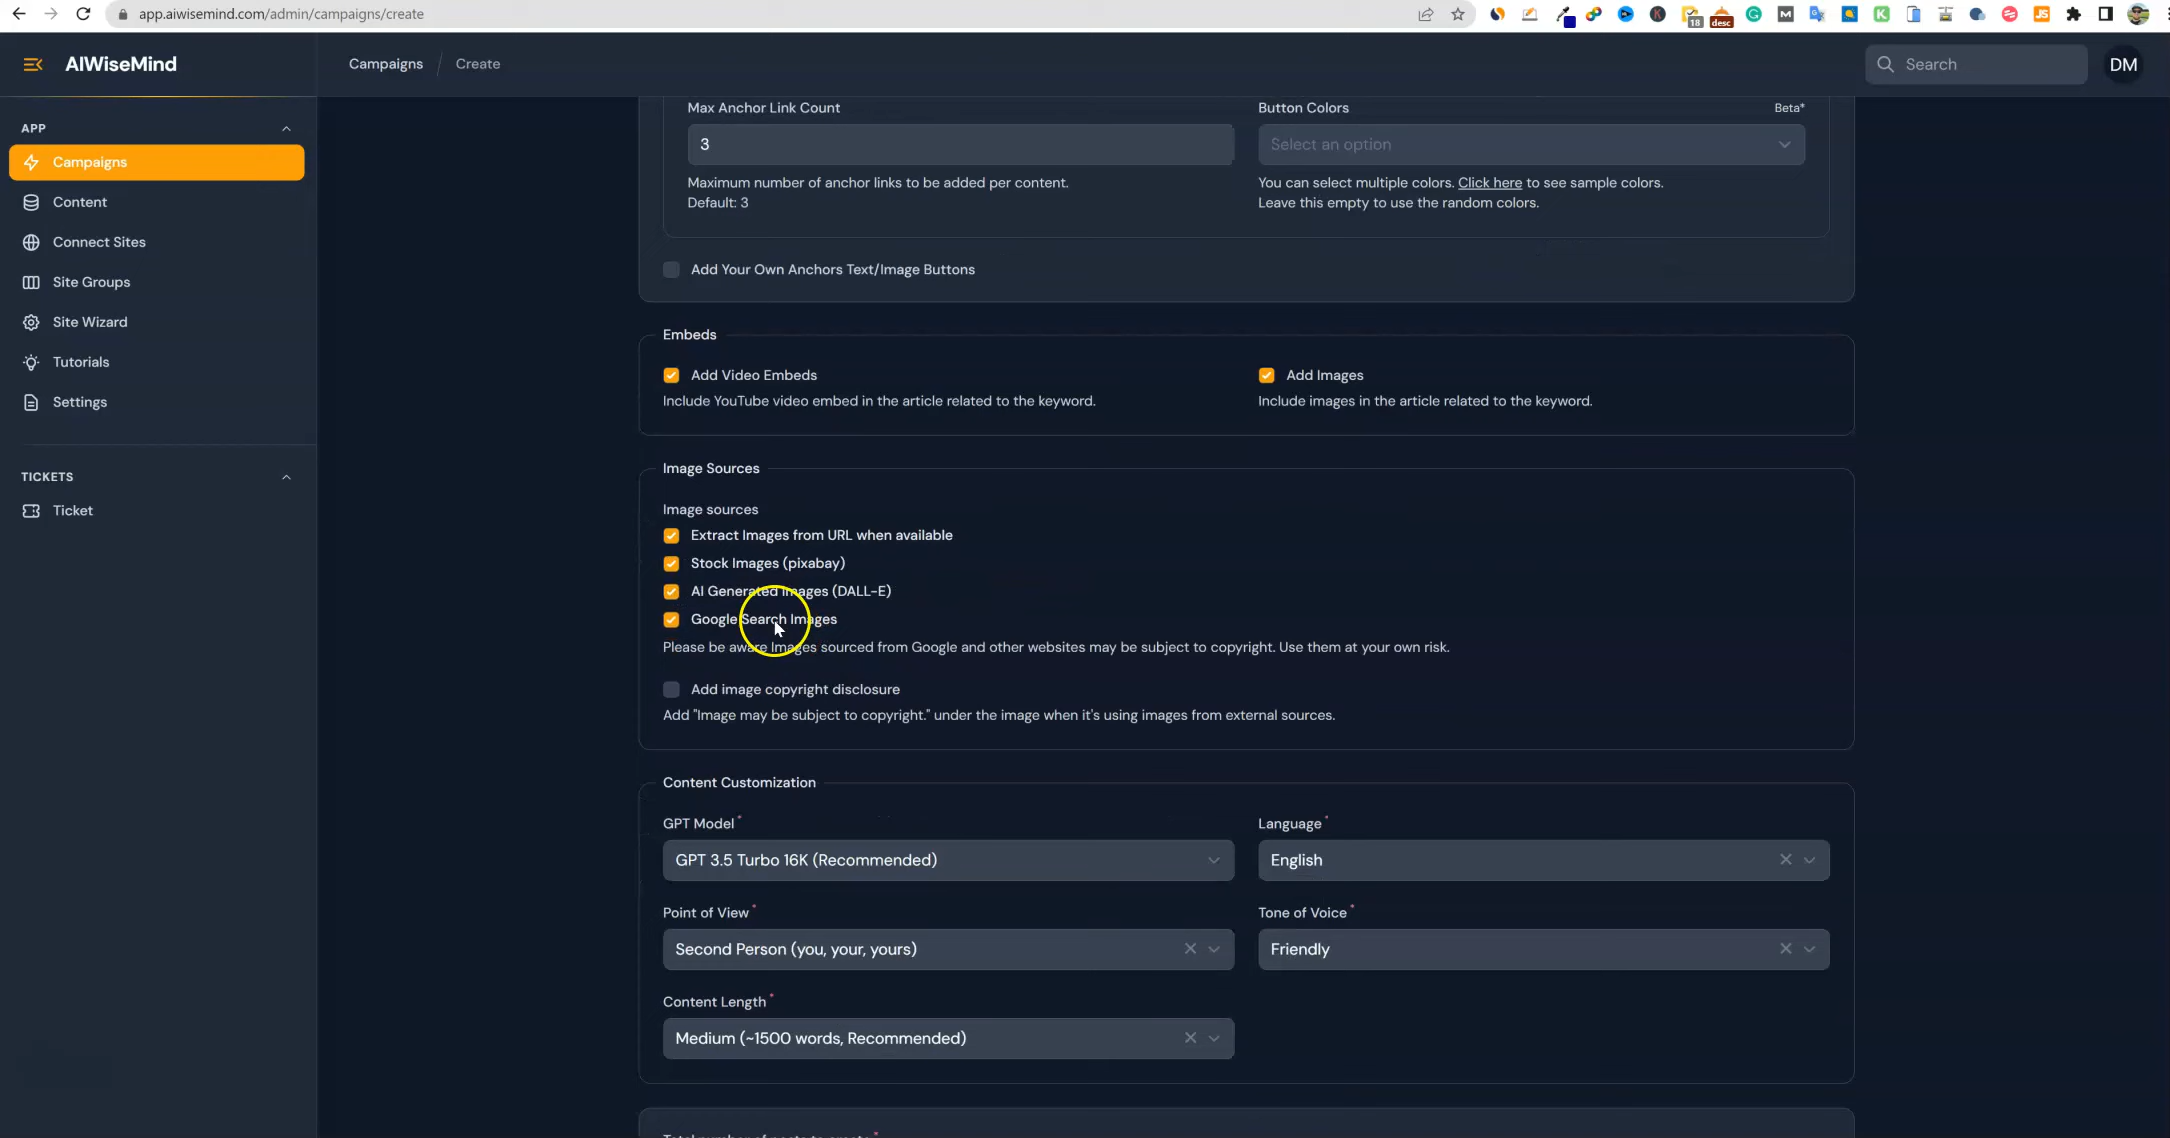 app.aiwisemind.com/admin/campaigns/create
18
desc
AIWiseMind
Campaigns / Create
Search
DM
APP
Campaigns
Content
Connect Sites
Site Groups
Site Wizard
Tutorials
Settings
TICKETS
Ticket
Max Anchor Link Count
3
Maximum number of anchor links to be added per content.
Default: 3
Button Colors
Beta*
Select an option
You can select multiple colors. Click here to see sample colors.
Leave this empty to use the random colors.
Add Your Own Anchors Text/Image Buttons
Embeds
Add Video Embeds
Include YouTube video embed in the article related to the keyword.
Add Images
Include images in the article related to the keyword.
Image Sources
Image sources
Extract Images from URL when available
Stock Images (pixabay)
AI Generated Images (DALL-E)
Google Search Images
Please be aware Images sourced from Google and other websites may be subject to copyright. Use them at your own risk.
Add image copyright disclosure
Add "Image may be subject to copyright." under the image when it's using images from external sources.
Content Customization
GPT Model*
GPT 3.5 Turbo 16K (Recommended)
Language*
English
Point of View*
Second Person (you, your, yours)
Tone of Voice*
Friendly
Content Length*
Medium (~1500 words, Recommended)